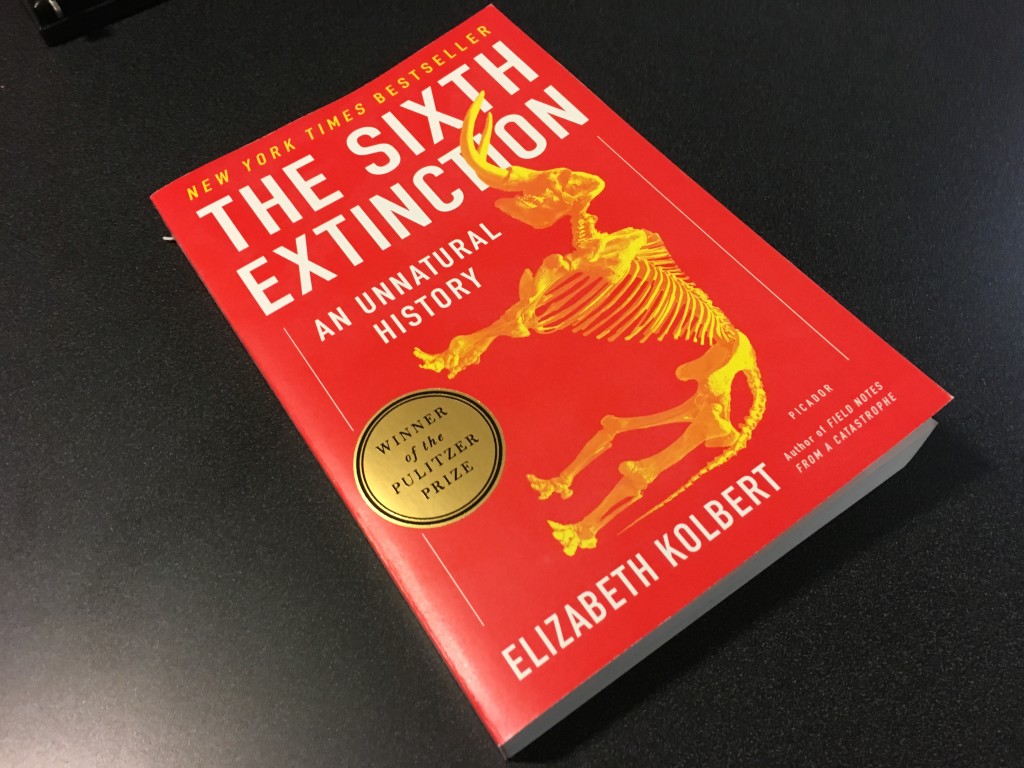 NEW YORK TIMES BESTSELLER
THE SIXTH
EXTINCTION
AN UNNATURAL
HISTORY
WINNER
of the
PULITZER
PRIZE
PICADOR
Author of FIELD NOTES
FROM A CATASTROPHE
ELIZABETH KOLBERT